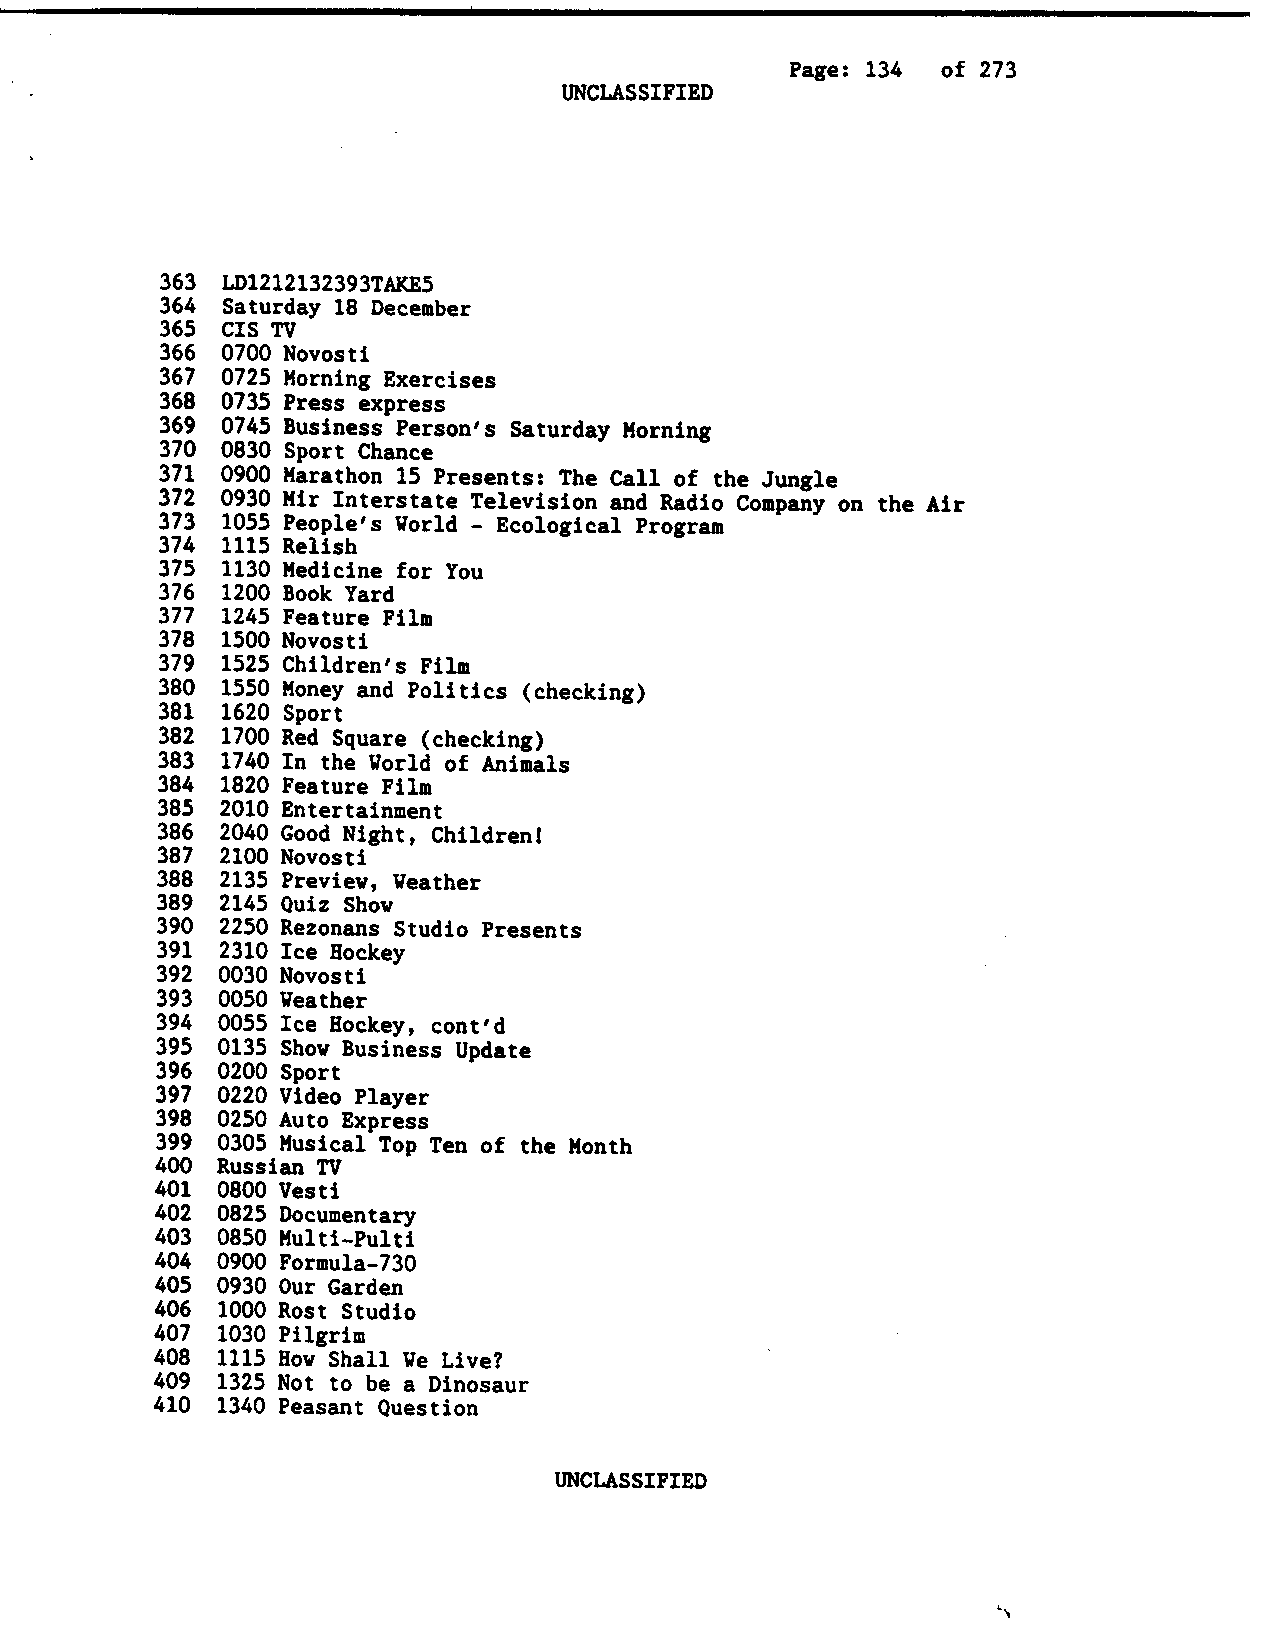 Page: 134 of 273
UNCLASSIFIED
363 LD1212132393TAKE5
364 Saturday 18 December
365 CIS TV
366 0700 Novosti
367 0725 Morning Exercises
368 0735 Press express
369 0745 Business Person's Saturday Morning
370 0830 Sport Chance
371 0900 Marathon 15 Presents: The Call of the Jungle
372 0930 Mir Interstate Television and Radio Company on the Air
373 1055 People's World - Ecological Program
374 1115 Relish
375 1130 Medicine for You
376 1200 Book Yard
377 1245 Feature Film
378 1500 Novosti
379 1525 Children's Film
380 1550 Money and Politics (checking)
381 1620 Sport
382 1700 Red Square (checking)
383 1740 In the World of Animals
384 1820 Feature Film
385 2010 Entertainment
386 2040 Good Night, Children!
387 2100 Novosti
388 2135 Preview, Weather
389 2145 Quiz Show
390 2250 Rezonans Studio Presents
391 2310 Ice Hockey
392 0030 Novosti
393 0050 Weather
394 0055 Ice Hockey, cont'd
395 0135 Show Business Update
396 0200 Sport
397 0220 Video Player
398 0250 Auto Express
399 0305 Musical Top Ten of the Month
400 Russian TV
401 0800 Vesti
402 0825 Documentary
403 0850 Multi-Pulti
404 0900 Formula-730
405 0930 Our Garden
406 1000 Rost Studio
407 1030 Pilgrim
408 1115 How Shall We Live?
409 1325 Not to be a Dinosaur
410 1340 Peasant Question
UNCLASSIFIED